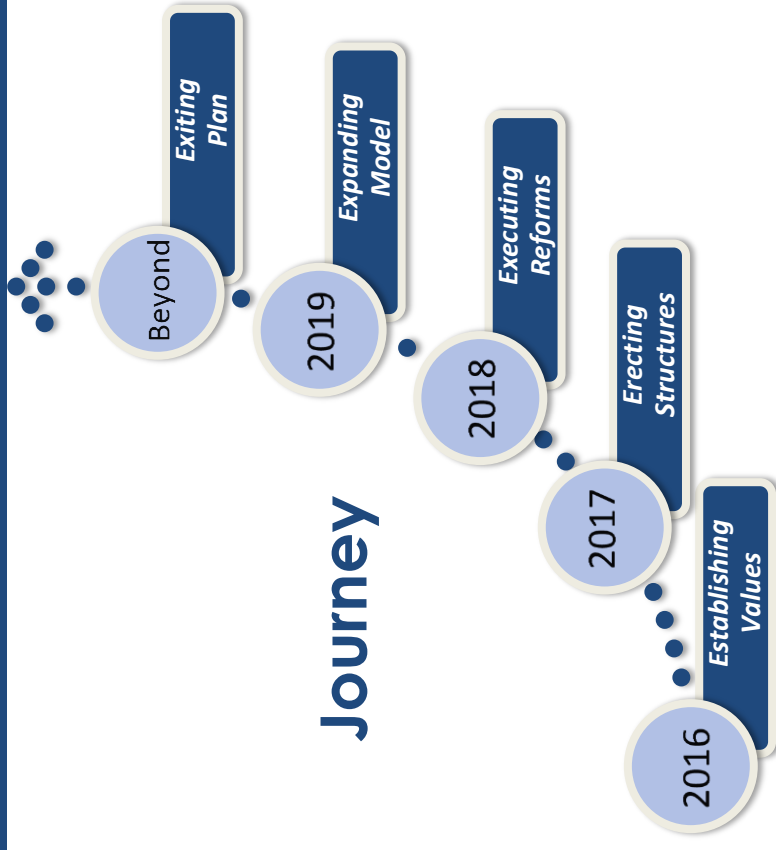 Journey
2016
Establishing
Values
2017
Erecting
Structures
2018
Executing
Reforms
2019
Expanding
Model
Beyond
Exiting
Plan